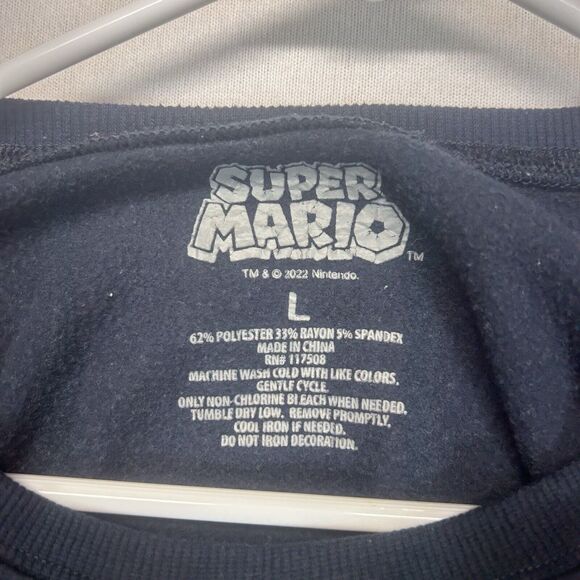 SUPER
MARIO
TM
TM & © 2022 Nintendo.
L
62% POLYESTER 33% RAYON 5% SPANDEX
MADE IN CHINA
RN# 117508
MACHINE WASH COLD WITH LIKE COLORS.
GENTLE CYCLE.
ONLY NON-CHLORINE BLEACH WHEN NEEDED.
TUMBLE DRY LOW. REMOVE PROMPTLY.
COOL IRON IF NEEDED.
DO NOT IRON DECORATION.